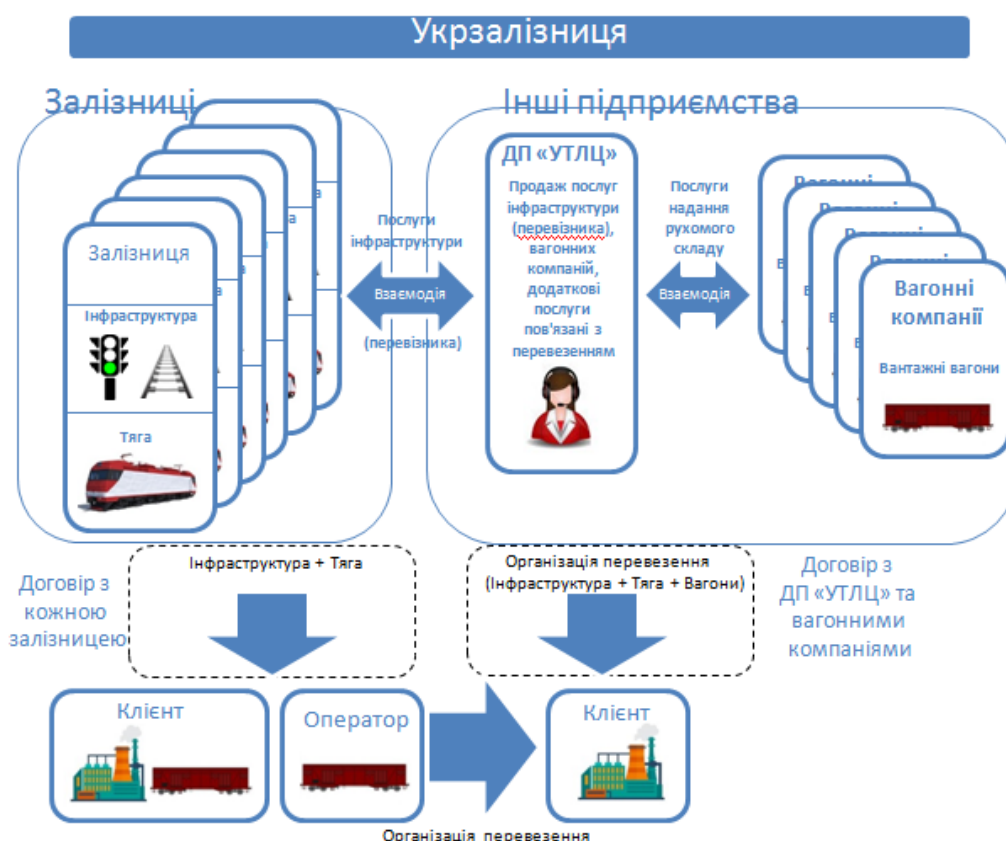 Укрзалізниця
Залізниці
Інші підприємства
Залізниця
Інфраструктура
Тяга
Послуги
інфраструктури
Взаємодія
(перевізника)
ДП «УТЛЦ»
Продаж послуг
інфраструктури
(перевізника),
вагонних
компаній,
додаткові
послуги
пов'язані з
перевезенням
Послуги
надання
рухомого
складу
Взаємодія
Вагонні
компанії
Вантажні вагони
Договір з
кожною
залізницею
Інфраструктура + Тяга
Організація перевезення
(Інфраструктура + Тяга + Вагони)
Договір з
ДП «УТЛЦ» та
вагонними
компаніями
Клієнт
Оператор
Клієнт
Організація перевезення